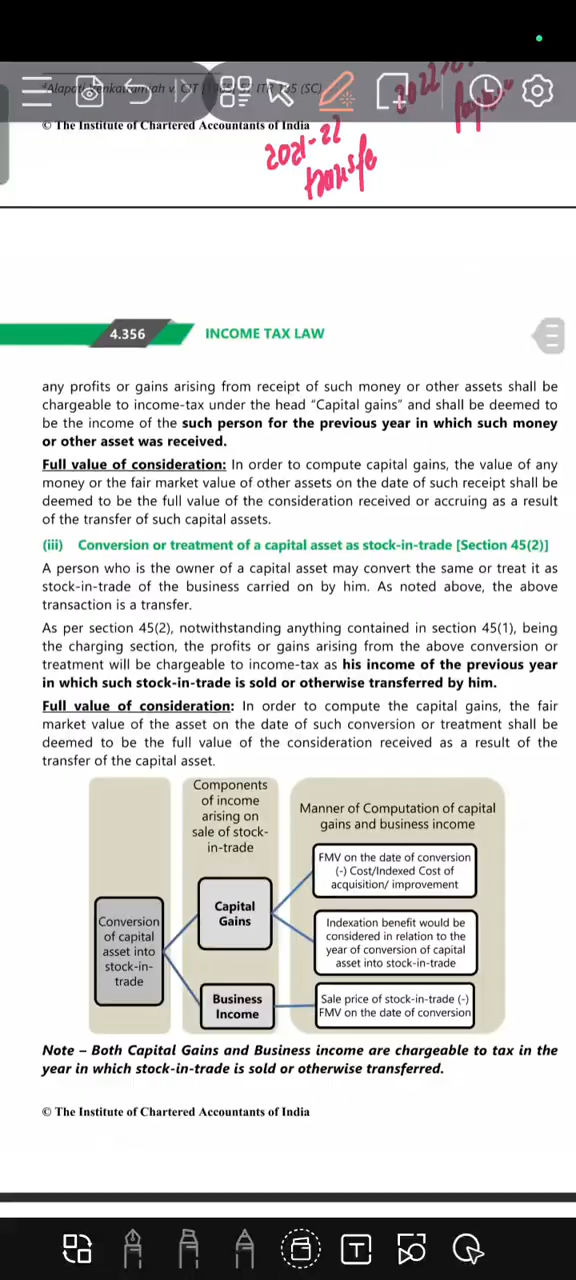 © The Institute of Chartered Accountants of India
2021-22
transfe
4.356 INCOME TAX LAW
any profits or gains arising from receipt of such money or other assets shall be
chargeable to income-tax under the head "Capital gains" and shall be deemed to
be the income of the such person for the previous year in which such money
or other asset was received.
Full value of consideration: In order to compute capital gains, the value of any
money or the fair market value of other assets on the date of such receipt shall be
deemed to be the full value of the consideration received or accruing as a result
of the transfer of such capital assets.
(iii) Conversion or treatment of a capital asset as stock-in-trade [Section 45(2)]
A person who is the owner of a capital asset may convert the same or treat it as
stock-in-trade of the business carried on by him. As noted above, the above
transaction is a transfer.
As per section 45(2), notwithstanding anything contained in section 45(1), being
the charging section, the profits or gains arising from the above conversion or
treatment will be chargeable to income-tax as his income of the previous year
in which such stock-in-trade is sold or otherwise transferred by him.
Full value of consideration: In order to compute the capital gains, the fair
market value of the asset on the date of such conversion or treatment shall be
deemed to be the full value of the consideration received as a result of the
transfer of the capital asset.
Components
of income
arising on
sale of stock-
in-trade
Manner of Computation of capital
gains and business income
Conversion
of capital
asset into
stock-in-
trade
Capital
Gains
FMV on the date of conversion
(-) Cost/Indexed Cost of
acquisition/ improvement
Indexation benefit would be
considered in relation to the
year of conversion of capital
asset into stock-in-trade
Business
Income
Sale price of stock-in-trade (-)
FMV on the date of conversion
Note – Both Capital Gains and Business income are chargeable to tax in the
year in which stock-in-trade is sold or otherwise transferred.
© The Institute of Chartered Accountants of India
T